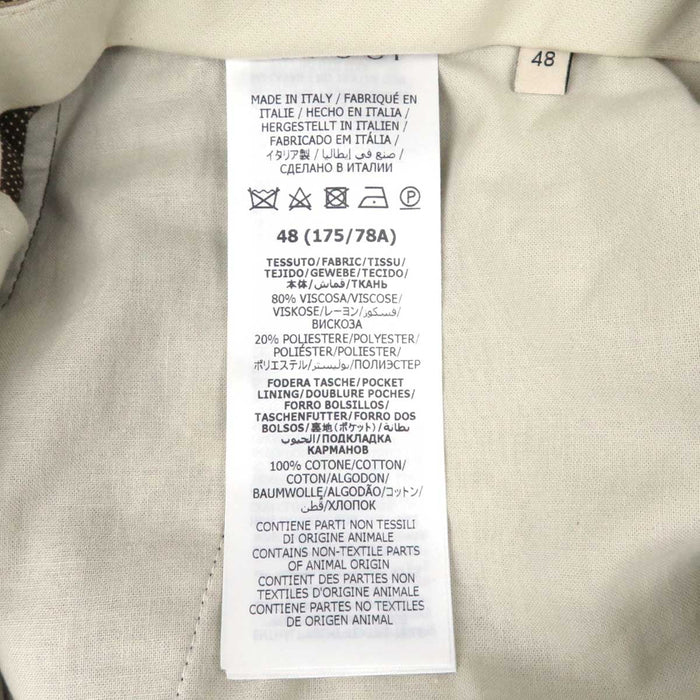 48
MADE IN ITALY / FABRIQUÉ EN
ITALIE / HECHO EN ITALIA /
HERGESTELLT IN ITALIEN /
FABRICADO EM ITÁLIA /
イタリア製 / صنع في إيطاليا /
СДЕЛАНО В ИТАЛИИ
P
48 (175/78A)
TESSUTO/FABRIC/TISSU/
TEJIDO/GEWEBE/TECIDO/
本体/قماش/ТКАНЬ
80% VISCOSA/VISCOSE/
VISKOSE/レーヨン/فسكوز/
ВИСКОЗА
20% POLIESTERE/POLYESTER/
POLIÉSTER/POLIESTER/
ポリエステル/بوليستر/ПОЛИЭСТЕР
FODERA TASCHE/POCKET
LINING/DOUBLURE POCHES/
FORRO BOLSILLOS/
TASCHENFUTTER/FORRO DOS
BOLSOS/裏地(ポケット)/بطانة
الجيوب/ПОДКЛАДКА
КАРМАНОВ
100% COTONE/COTTON/
COTON/ALGODON/
BAUMWOLLE/ALGODÃO/コットン/
قطن/ХЛОПОК
CONTIENE PARTI NON TESSILI
DI ORIGINE ANIMALE
CONTAINS NON-TEXTILE PARTS
OF ANIMAL ORIGIN
CONTIENT DES PARTIES NON
TEXTILES D'ORIGINE ANIMALE
CONTIENE PARTES NO TEXTILES
DE ORIGEN ANIMAL